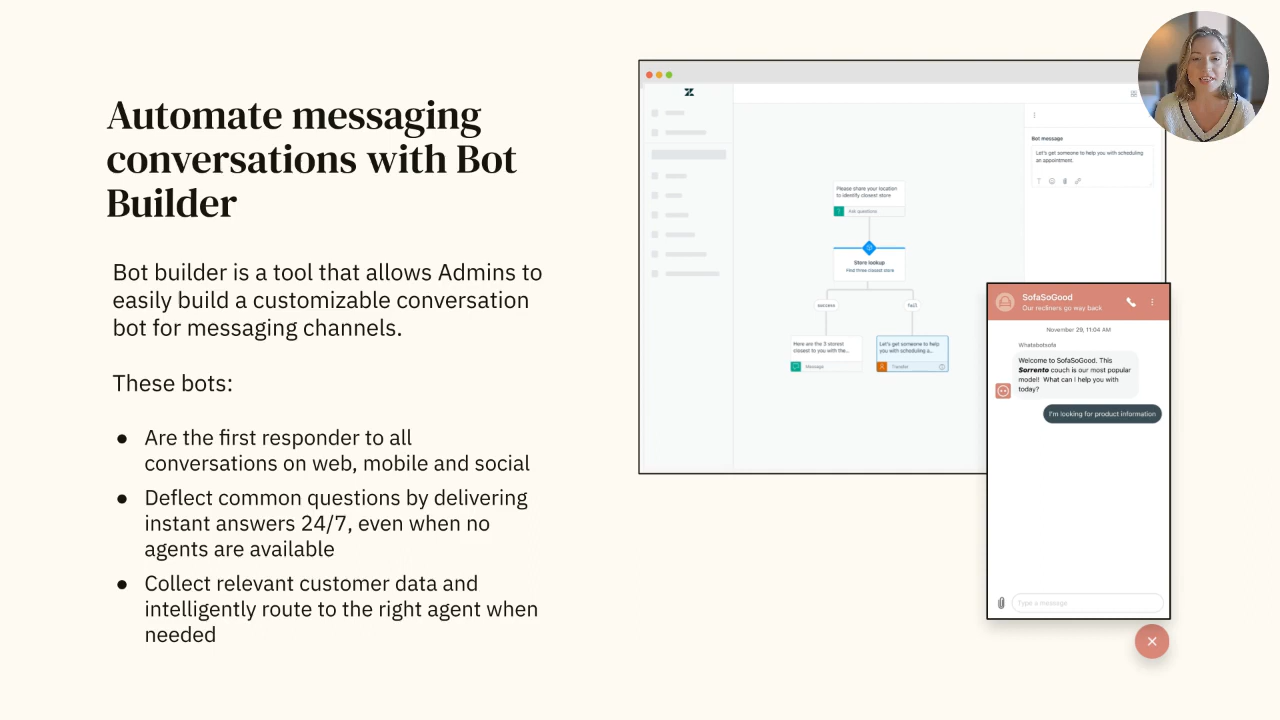 Automate messaging
conversations with Bot
Builder
Bot builder is a tool that allows Admins to
easily build a customizable conversation
bot for messaging channels.
These bots:
● Are the first responder to all
conversations on web, mobile and social
● Deflect common questions by delivering
instant answers 24/7, even when no
agents are available
● Collect relevant customer data and
intelligently route to the right agent when
needed
Bot message
Let's get someone to help you with scheduling
an appointment.
Please share your location
to identify closest store
Ask questions
Store lookup
Find three closest store
success
fail
Here are the 3 storest
closest to you with the...
Message
Let's get someone to help
you with scheduling a...
Transfer
SofaSoGood
Our recliners go way back
November 29, 11:04 AM
Whatsbotsofa
Welcome to SofaSoGood. This
Sorrento couch is our most popular
model! What can I help you with
today?
I'm looking for product information
Type a message